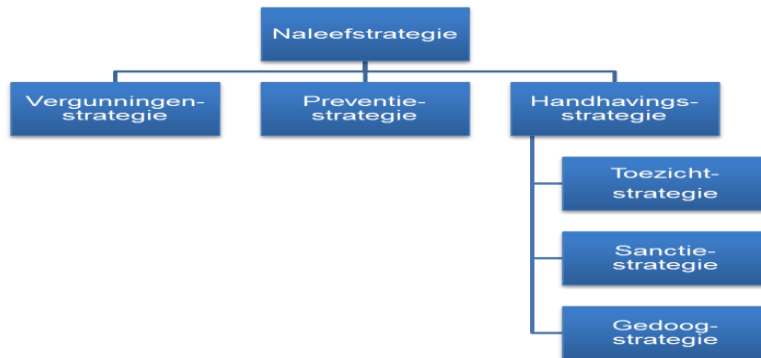 Naleefstrategie
Vergunningen-
strategie
Preventie-
strategie
Handhavings-
strategie
Toezicht-
strategie
Sanctie-
strategie
Gedoog-
strategie